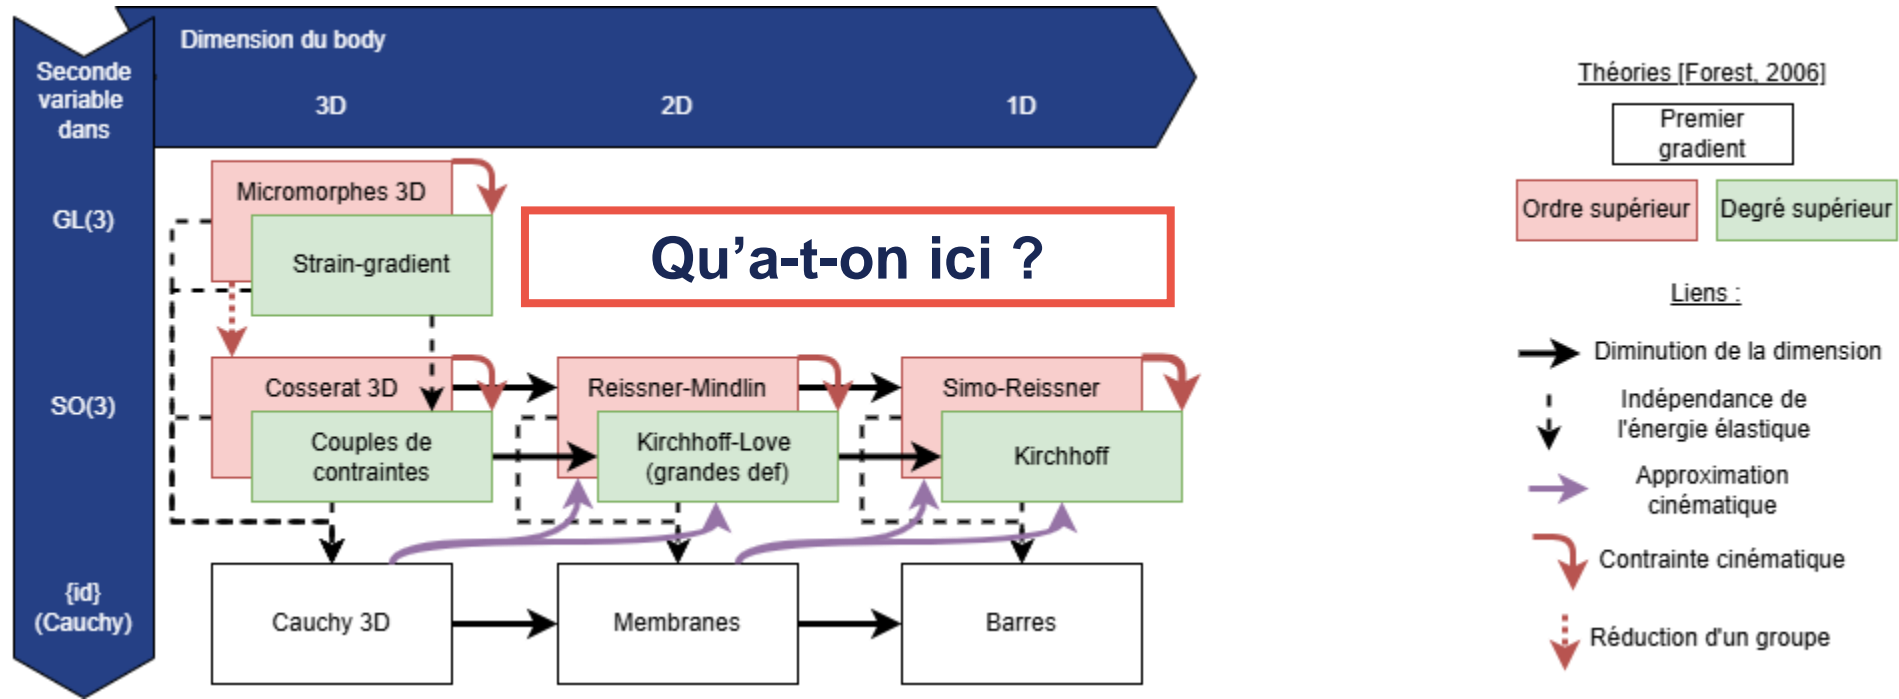 Dimension du body
3D
2D
1D
Seconde
variable
dans
GL(3)
SO(3)
{id}
(Cauchy)
Micromorphes 3D
Strain-gradient
Qu'a-t-on ici ?
Cosserat 3D
Couples de
contraintes
Reissner-Mindlin
Kirchhoff-Love
(grandes def)
Simo-Reissner
Kirchhoff
Cauchy 3D
Membranes
Barres
Théories [Forest, 2006]
Premier
gradient
Ordre supérieur
Degré supérieur
Liens :
Diminution de la dimension
Indépendance de
l'énergie élastique
Approximation
cinématique
Contrainte cinématique
Réduction d'un groupe